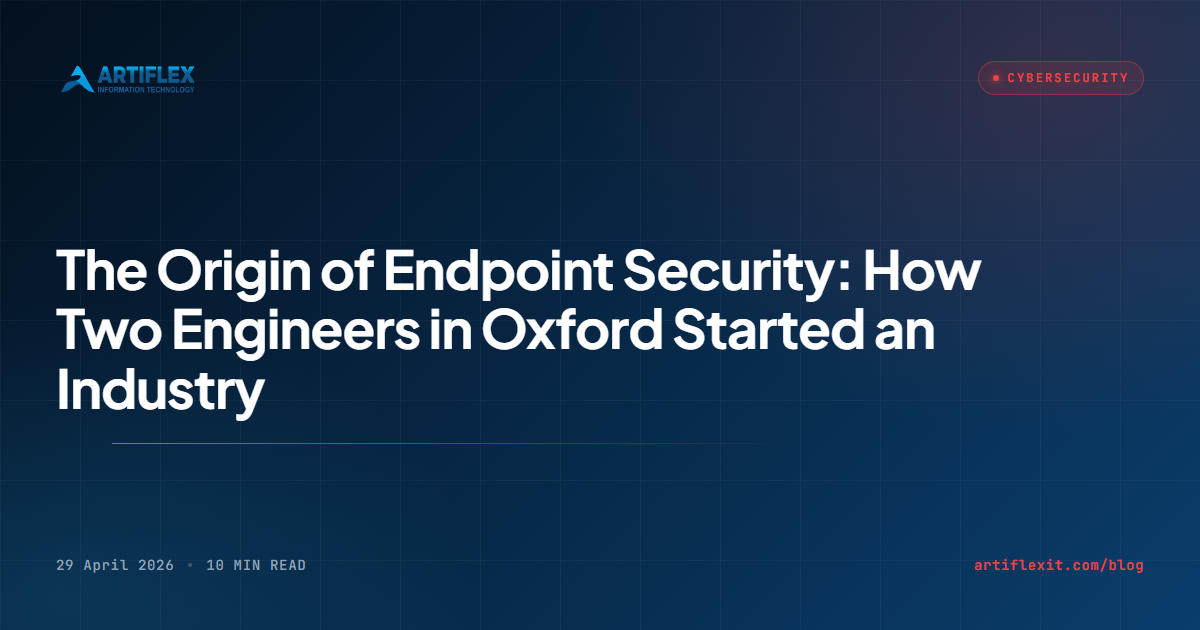 ARTIFLEX
INFORMATION TECHNOLOGY
CYBERSECURITY
The Origin of Endpoint Security: How
Two Engineers in Oxford Started an
Industry
29 April 2026 • 10 MIN READ
artiflexit.com/blog